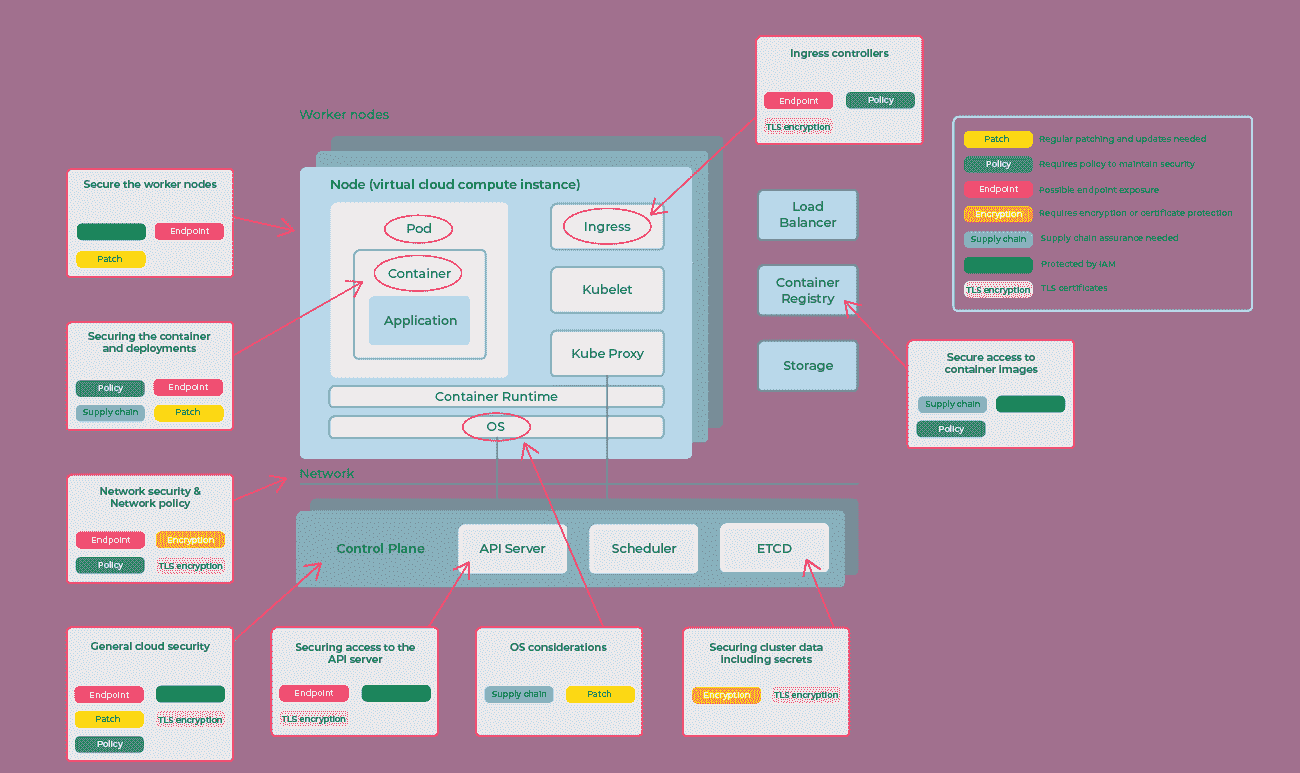 Ingress controllers
Endpoint
Policy
TLS encryption
Worker nodes
Patch
Regular patching and updates needed
Policy
Requires policy to maintain security
Endpoint
Possible endpoint exposure
Encryption
Requires encryption or certificate protection
Supply chain
Supply chain assurance needed
Protected by IAM
TLS encryption
TLS certificates
Secure the worker nodes
Endpoint
Patch
Node (virtual cloud compute instance)
Pod
Container
Application
Ingress
Kubelet
Kube Proxy
Container Runtime
OS
Load
Balancer
Container
Registry
Storage
Securing the container
and deployments
Policy
Endpoint
Supply chain
Patch
Secure access to
container images
Supply chain
Policy
Network
Network security &
Network policy
Endpoint
Encryption
Policy
TLS encryption
Control Plane
API Server
Scheduler
ETCD
General cloud security
Endpoint
Patch
TLS encryption
Policy
Securing access to the
API server
Endpoint
TLS encryption
OS considerations
Supply chain
Patch
Securing cluster data
including secrets
Encryption
TLS encryption